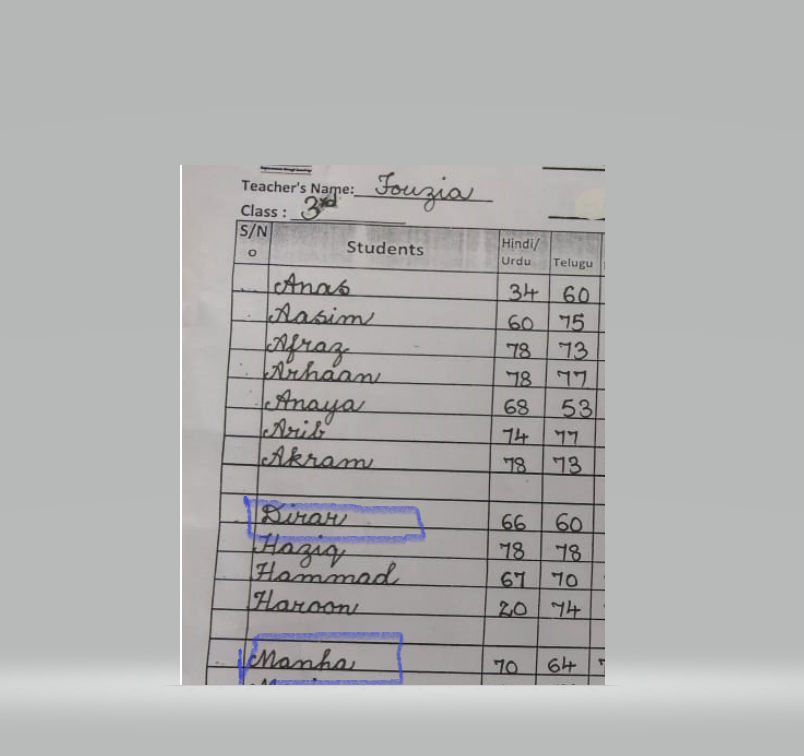 Teacher's Name: Fouzia
Class : 3rd
S/No Students Hindi/Urdu Telugu
Anas 34 60
Aasim 60 75
Afraz 78 73
Arhaan 78 77
Anaya 68 53
Arib 74 77
Akram 78 73
Dirar 66 60
Haziq 78 78
Hammad 67 70
Haroon 20 74
Manha 70 64